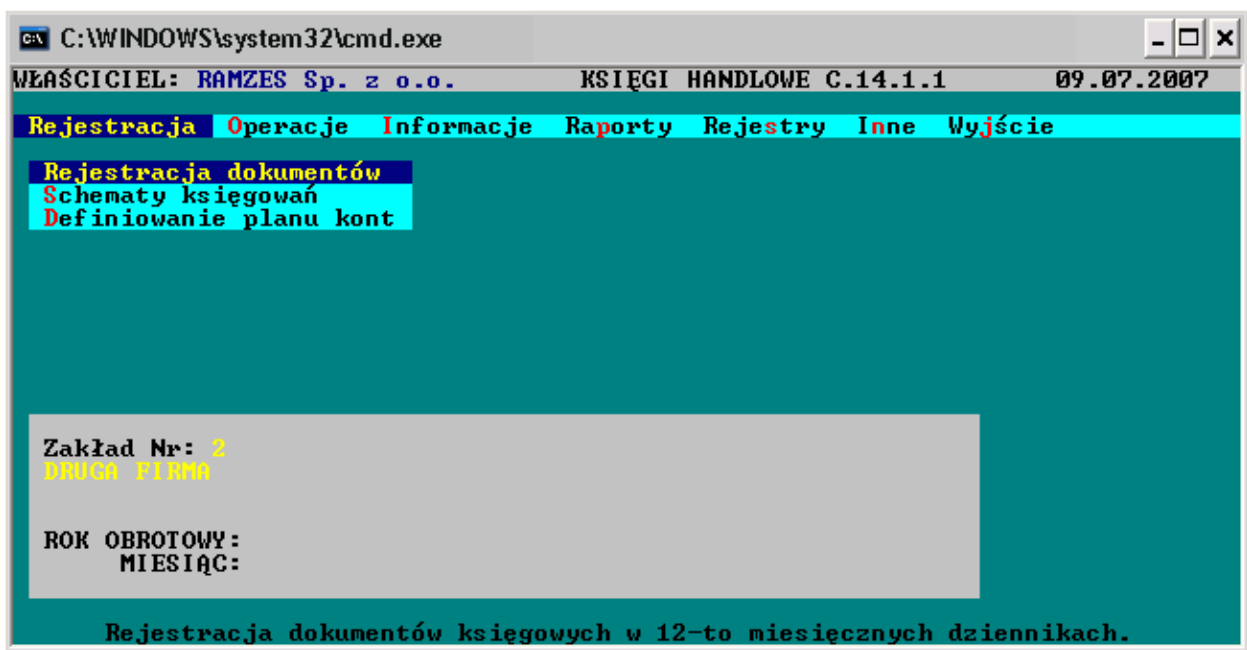 C:\WINDOWS\system32\cmd.exe
WŁAŚCICIEL: RAMZES Sp. z o.o. KSIĘGI HANDLOWE C.14.1.1 09.07.2007
Rejestracja Operacje Informacje Raporty Rejestry Inne Wyjście
Rejestracja dokumentów
Schematy księgowań
Definiowanie planu kont
Zakład Nr: 2
DRUGA FIRMA
ROK OBROTOWY:
MIESIĄC:
Rejestracja dokumentów księgowych w 12-to miesięcznych dziennikach.